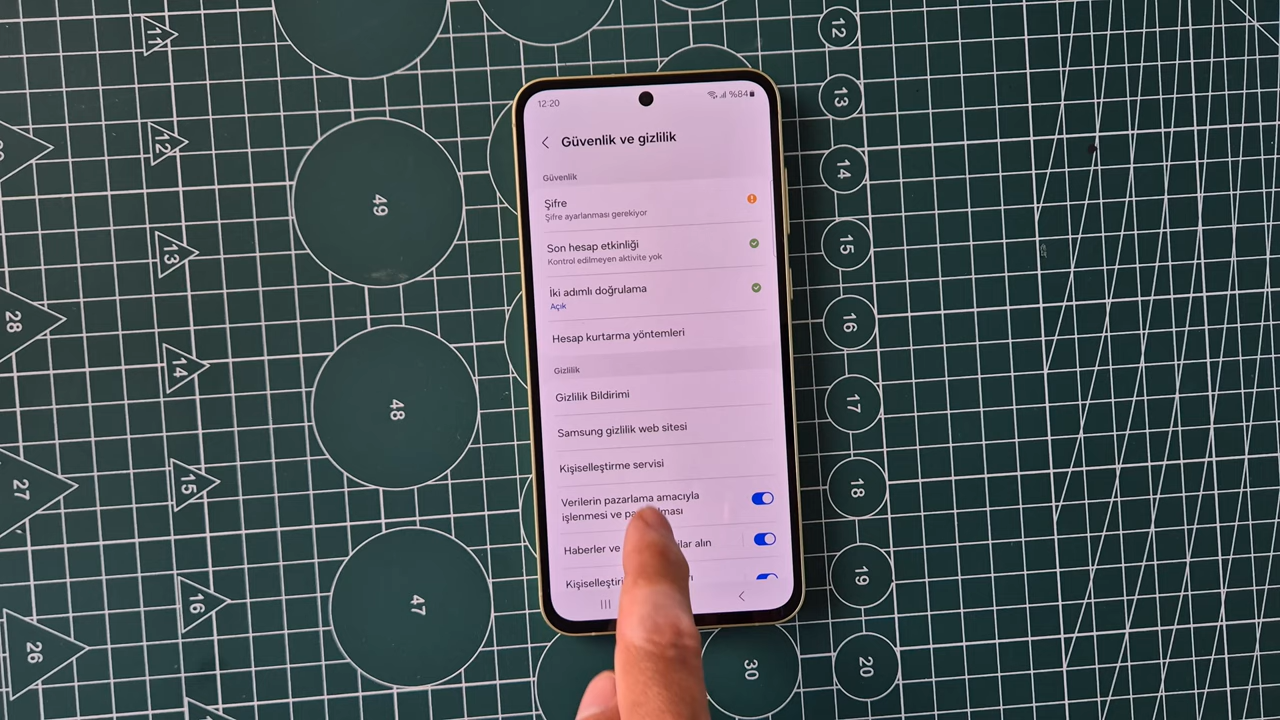 12:20
%84
Güvenlik ve gizlilik
Güvenlik
Şifre
Şifre ayarlanması gerekiyor
Son hesap etkinliği
Kontrol edilmeyen aktivite yok
İki adımlı doğrulama
Açık
Hesap kurtarma yöntemleri
Gizlilik
Gizlilik Bildirimi
Samsung gizlilik web sitesi
Kişiselleştirme servisi
Verilerin pazarlama amacıyla
işlenmesi ve
Haberler ve alın
11
12
13
14
15
16
28
27
26
49
48
47
30
12
13
14
15
16
17
18
19
20